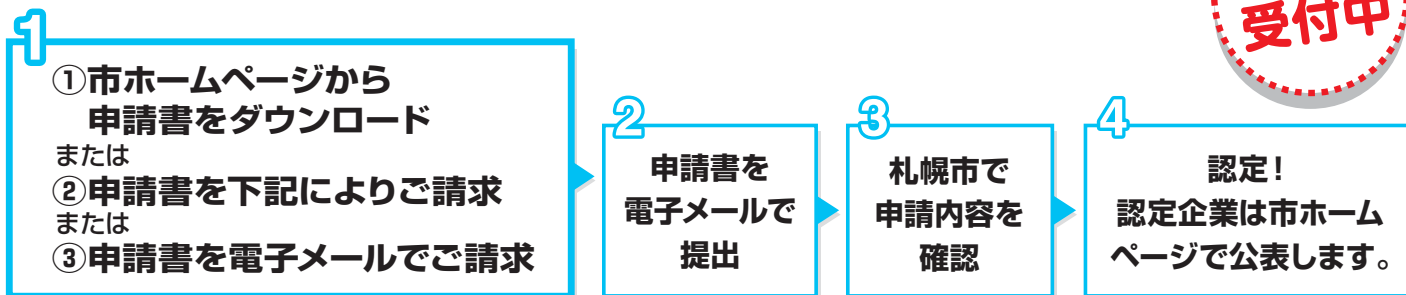 受付中
1
①市ホームページから
申請書をダウンロード
または
②申請書を下記によりご請求
または
③申請書を電子メールでご請求
2
申請書を
電子メールで
提出
3
札幌市で
申請内容を
確認
4
認定！
認定企業は市ホーム
ページで公表します。